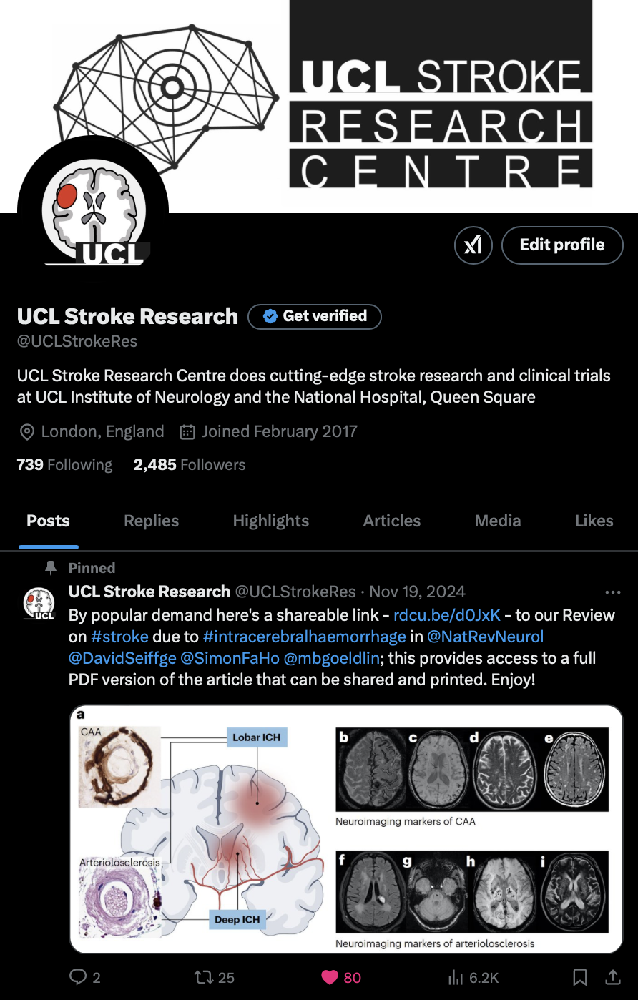 UCL STROKE
RESEARCH
CENTRE
UCL
Edit profile
UCL Stroke Research
Get verified
@UCLStrokeRes
UCL Stroke Research Centre does cutting-edge stroke research and clinical trials
at UCL Institute of Neurology and the National Hospital, Queen Square
London, England Joined February 2017
739 Following 2,485 Followers
Posts Replies Highlights Articles Media Likes
Pinned
UCL
UCL Stroke Research @UCLStrokeRes · Nov 19, 2024
By popular demand here's a shareable link - rdcu.be/d0JxK - to our Review
on #stroke due to #intracerebralhaemorrhage in @NatRevNeurol
@DavidSeiffge @SimonFaHo @mbgoeldlin; this provides access to a full
PDF version of the article that can be shared and printed. Enjoy!
a
CAA
Lobar ICH
Arteriolosclerosis
Deep ICH
b c d e
Neuroimaging markers of CAA
f g h i
Neuroimaging markers of arteriolosclerosis
2 25 80 6.2K